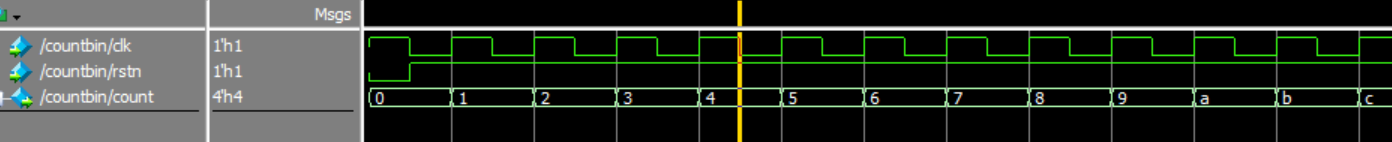 Msgs
/countbin/clk 1'h1
/countbin/rstn 1'h1
/countbin/count 4'h4 0 1 2 3 4 5 6 7 8 9 a b c